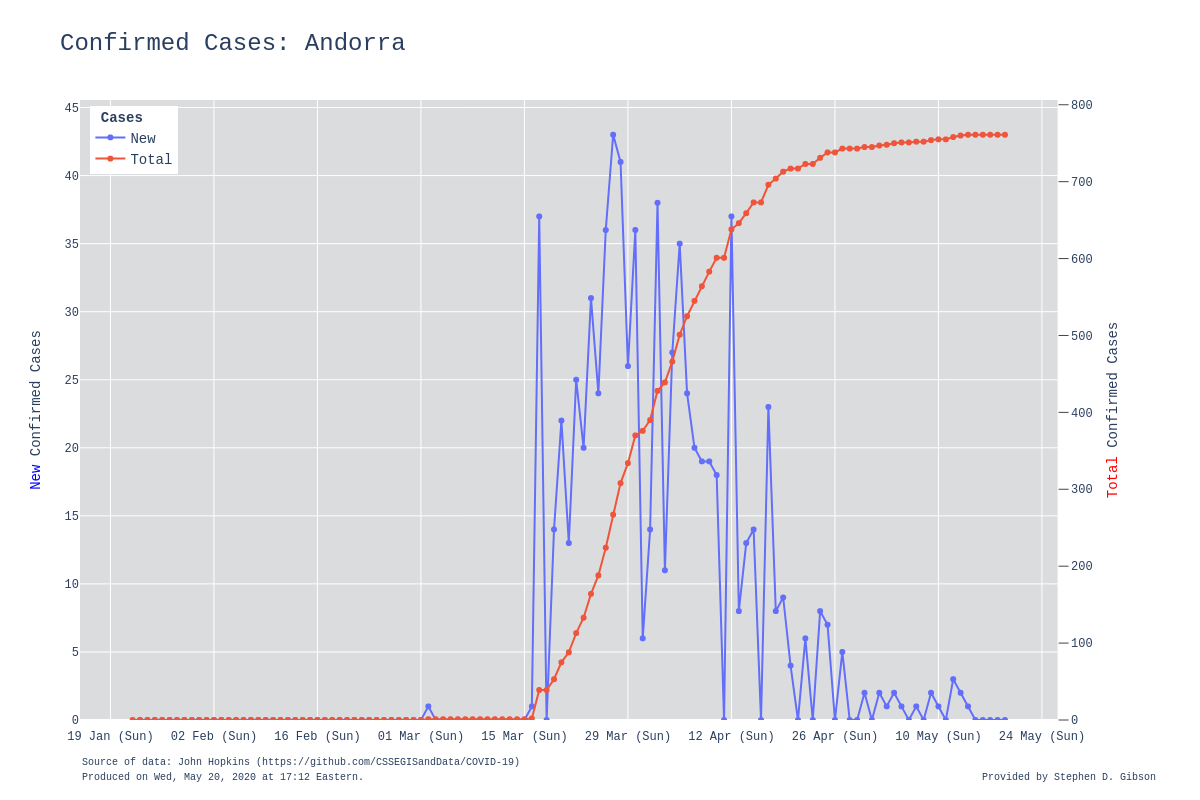 Confirmed Cases: Andorra
Cases
New
Total
45
40
35
30
25
20
15
10
5
0
New Confirmed Cases
800
700
600
500
400
300
200
100
0
Total Confirmed Cases
19 Jan (Sun) 02 Feb (Sun) 16 Feb (Sun) 01 Mar (Sun) 15 Mar (Sun) 29 Mar (Sun) 12 Apr (Sun) 26 Apr (Sun) 10 May (Sun) 24 May (Sun)
Source of data: John Hopkins (https://github.com/CSSEGISandData/COVID-19)
Produced on Wed, May 20, 2020 at 17:12 Eastern.
Provided by Stephen D. Gibson